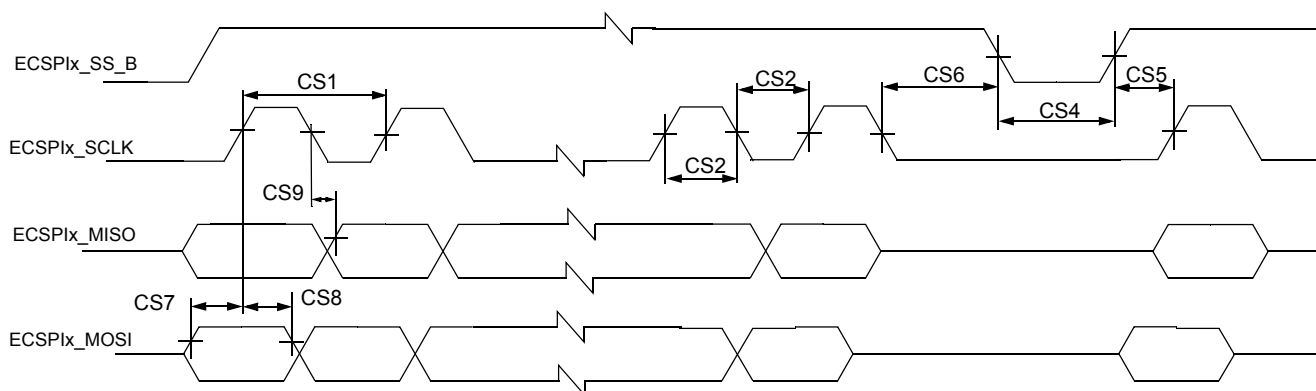 ECSPIx_SS_B
CS1
CS2
CS6
CS5
CS4
ECSPIx_SCLK
CS2
CS9
ECSPIx_MISO
CS7
CS8
ECSPIx_MOSI